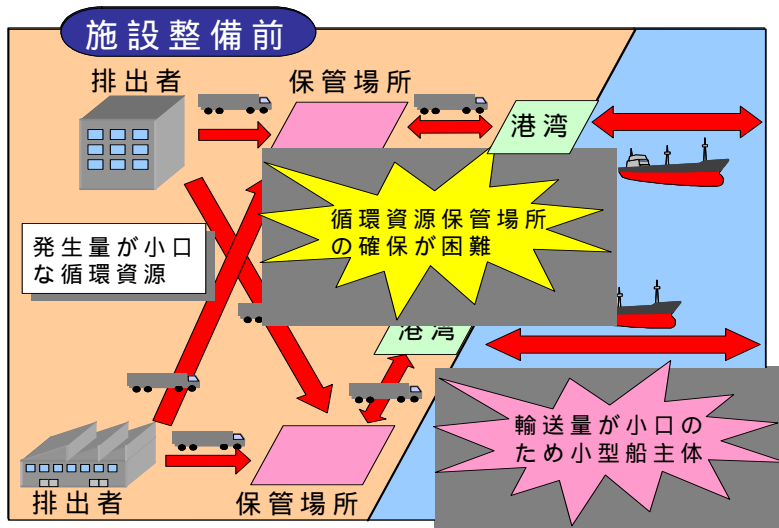 施設整備前
排出者
保管場所
港湾
循環資源保管場所
の確保が困難
発生量が小口
な循環資源
港湾
輸送量が小口の
ため小型船主体
排出者
保管場所